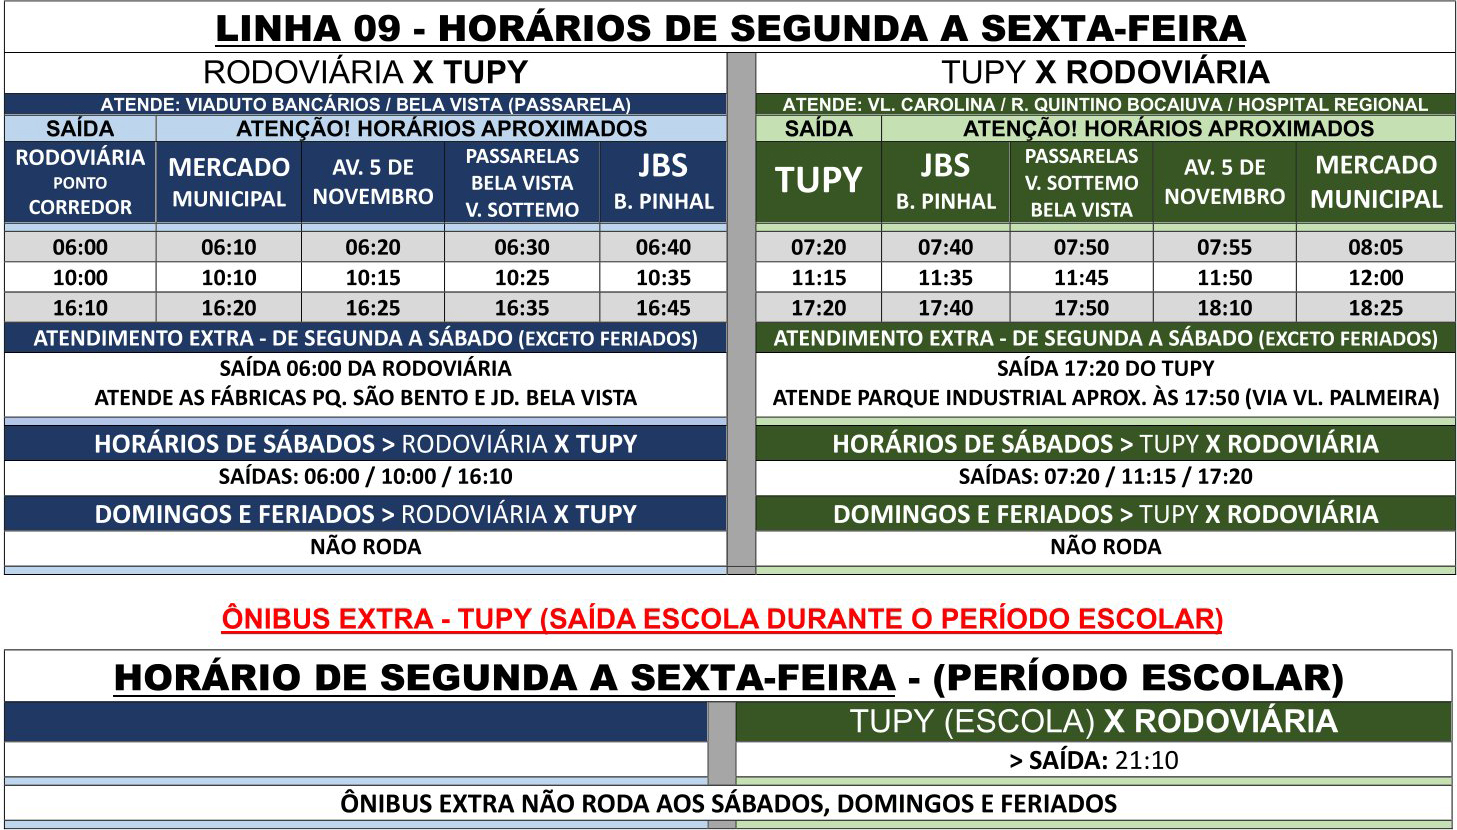 LINHA 09 - HORÁRIOS DE SEGUNDA A SEXTA-FEIRA
RODOVIÁRIA X TUPY
ATENDE: VIADUTO BANCÁRIOS / BELA VISTA (PASSARELA)
SAÍDA ATENÇÃO! HORÁRIOS APROXIMADOS
RODOVIÁRIA PONTO CORREDOR
MERCADO MUNICIPAL
AV. 5 DE NOVEMBRO
PASSARELAS BELA VISTA V. SOTTEMO
JBS B. PINHAL
06:00 06:10 06:20 06:30 06:40
10:00 10:10 10:15 10:25 10:35
16:10 16:20 16:25 16:35 16:45
ATENDIMENTO EXTRA - DE SEGUNDA A SÁBADO (EXCETO FERIADOS)
SAÍDA 06:00 DA RODOVIÁRIA
ATENDE AS FÁBRICAS PQ. SÃO BENTO E JD. BELA VISTA
HORÁRIOS DE SÁBADOS > RODOVIÁRIA X TUPY
SAÍDAS: 06:00 / 10:00 / 16:10
DOMINGOS E FERIADOS > RODOVIÁRIA X TUPY
NÃO RODA
TUPY X RODOVIÁRIA
ATENDE: VL. CAROLINA / R. QUINTINO BOCAIUVA / HOSPITAL REGIONAL
SAÍDA ATENÇÃO! HORÁRIOS APROXIMADOS
TUPY
JBS B. PINHAL
PASSARELAS V. SOTTEMO BELA VISTA
AV. 5 DE NOVEMBRO
MERCADO MUNICIPAL
07:20 07:40 07:50 07:55 08:05
11:15 11:35 11:45 11:50 12:00
17:20 17:40 17:50 18:10 18:25
ATENDIMENTO EXTRA - DE SEGUNDA A SÁBADO (EXCETO FERIADOS)
SAÍDA 17:20 DO TUPY
ATENDE PARQUE INDUSTRIAL APROX. ÀS 17:50 (VIA VL. PALMEIRA)
HORÁRIOS DE SÁBADOS > TUPY X RODOVIÁRIA
SAÍDAS: 07:20 / 11:15 / 17:20
DOMINGOS E FERIADOS > TUPY X RODOVIÁRIA
NÃO RODA
ÔNIBUS EXTRA - TUPY (SAÍDA ESCOLA DURANTE O PERÍODO ESCOLAR)
HORÁRIO DE SEGUNDA A SEXTA-FEIRA - (PERÍODO ESCOLAR)
TUPY (ESCOLA) X RODOVIÁRIA
> SAÍDA: 21:10
ÔNIBUS EXTRA NÃO RODA AOS SÁBADOS, DOMINGOS E FERIADOS